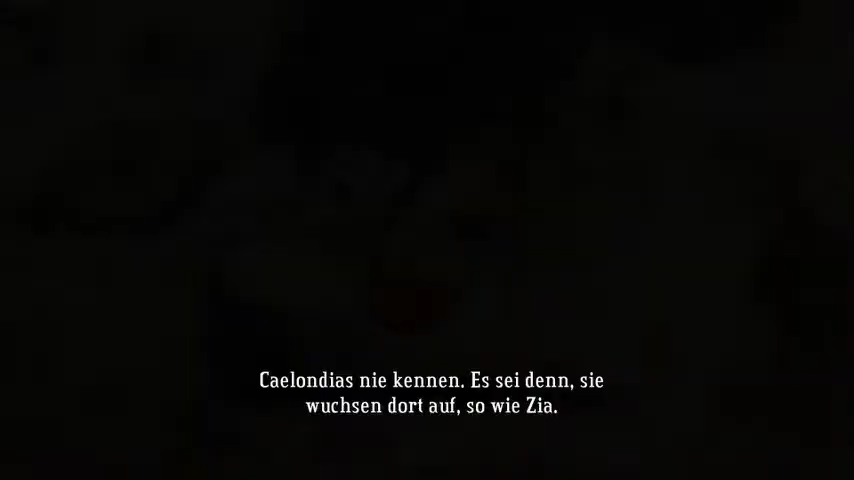 Caelondias nie kennen. Es sei denn, sie
wuchsen dort auf, so wie Zia.